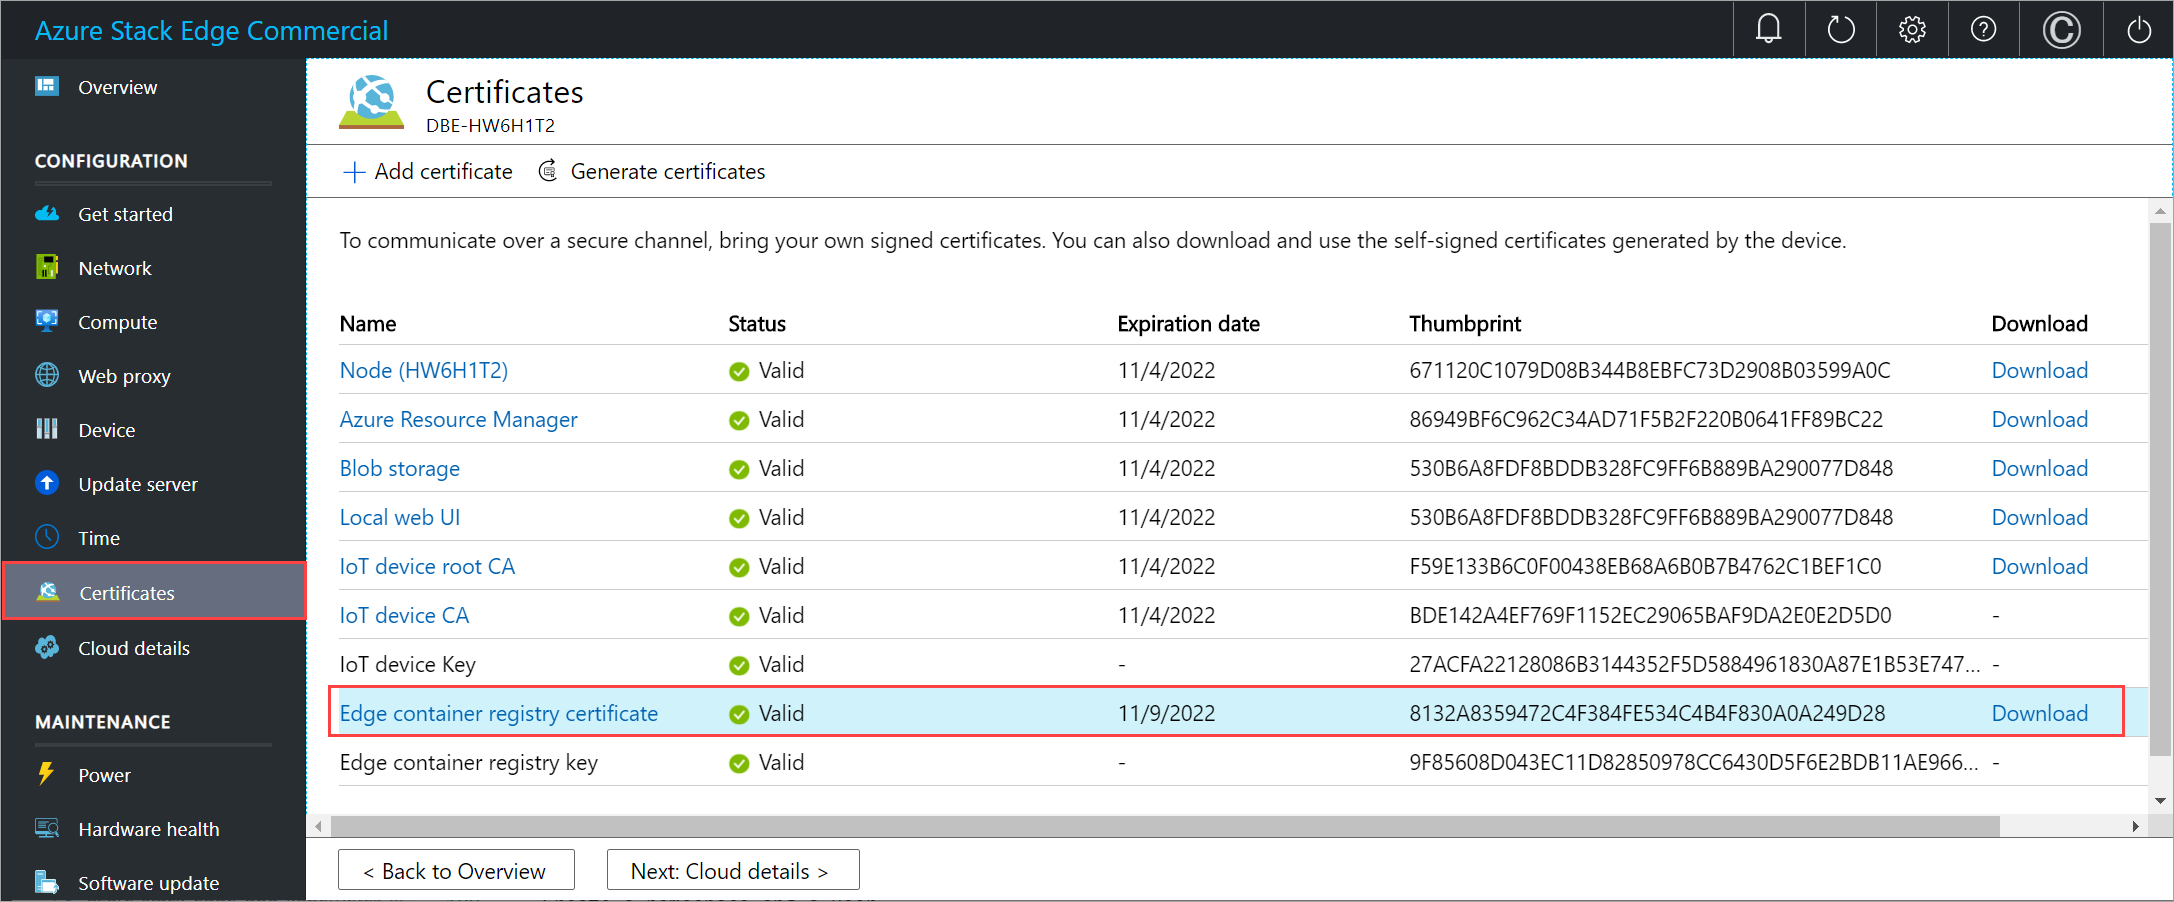 Azure Stack Edge Commercial
Overview
CONFIGURATION
Get started
Network
Compute
Web proxy
Device
Update server
Time
Certificates
Cloud details
MAINTENANCE
Power
Hardware health
Software update
Certificates
DBE-HW6H1T2
Add certificate Generate certificates
To communicate over a secure channel, bring your own signed certificates. You can also download and use the self-signed certificates generated by the device.
Name Status Expiration date Thumbprint Download
Node (HW6H1T2) Valid 11/4/2022 671120C1079D08B344B8EBFC73D2908B03599A0C Download
Azure Resource Manager Valid 11/4/2022 86949BF6C962C34AD71F5B2F220B0641FF89BC22 Download
Blob storage Valid 11/4/2022 530B6A8FDF8BDDB328FC9FF6B889BA290077D848 Download
Local web UI Valid 11/4/2022 530B6A8FDF8BDDB328FC9FF6B889BA290077D848 Download
IoT device root CA Valid 11/4/2022 F59E133B6C0F00438EB68A6B0B7B4762C1BEF1C0 Download
IoT device CA Valid 11/4/2022 BDE142A4EF769F1152EC29065BAF9DA2E0E2D5D0 -
IoT device Key Valid - 27ACFA22128086B3144352F5D5884961830A87E1B53E747... -
Edge container registry certificate Valid 11/9/2022 8132A8359472C4F384FE534C4B4F830A0A249D28 Download
Edge container registry key Valid - 9F85608D043EC11D82850978CC6430D5F6E2BDB11AE966... -
< Back to Overview Next: Cloud details >